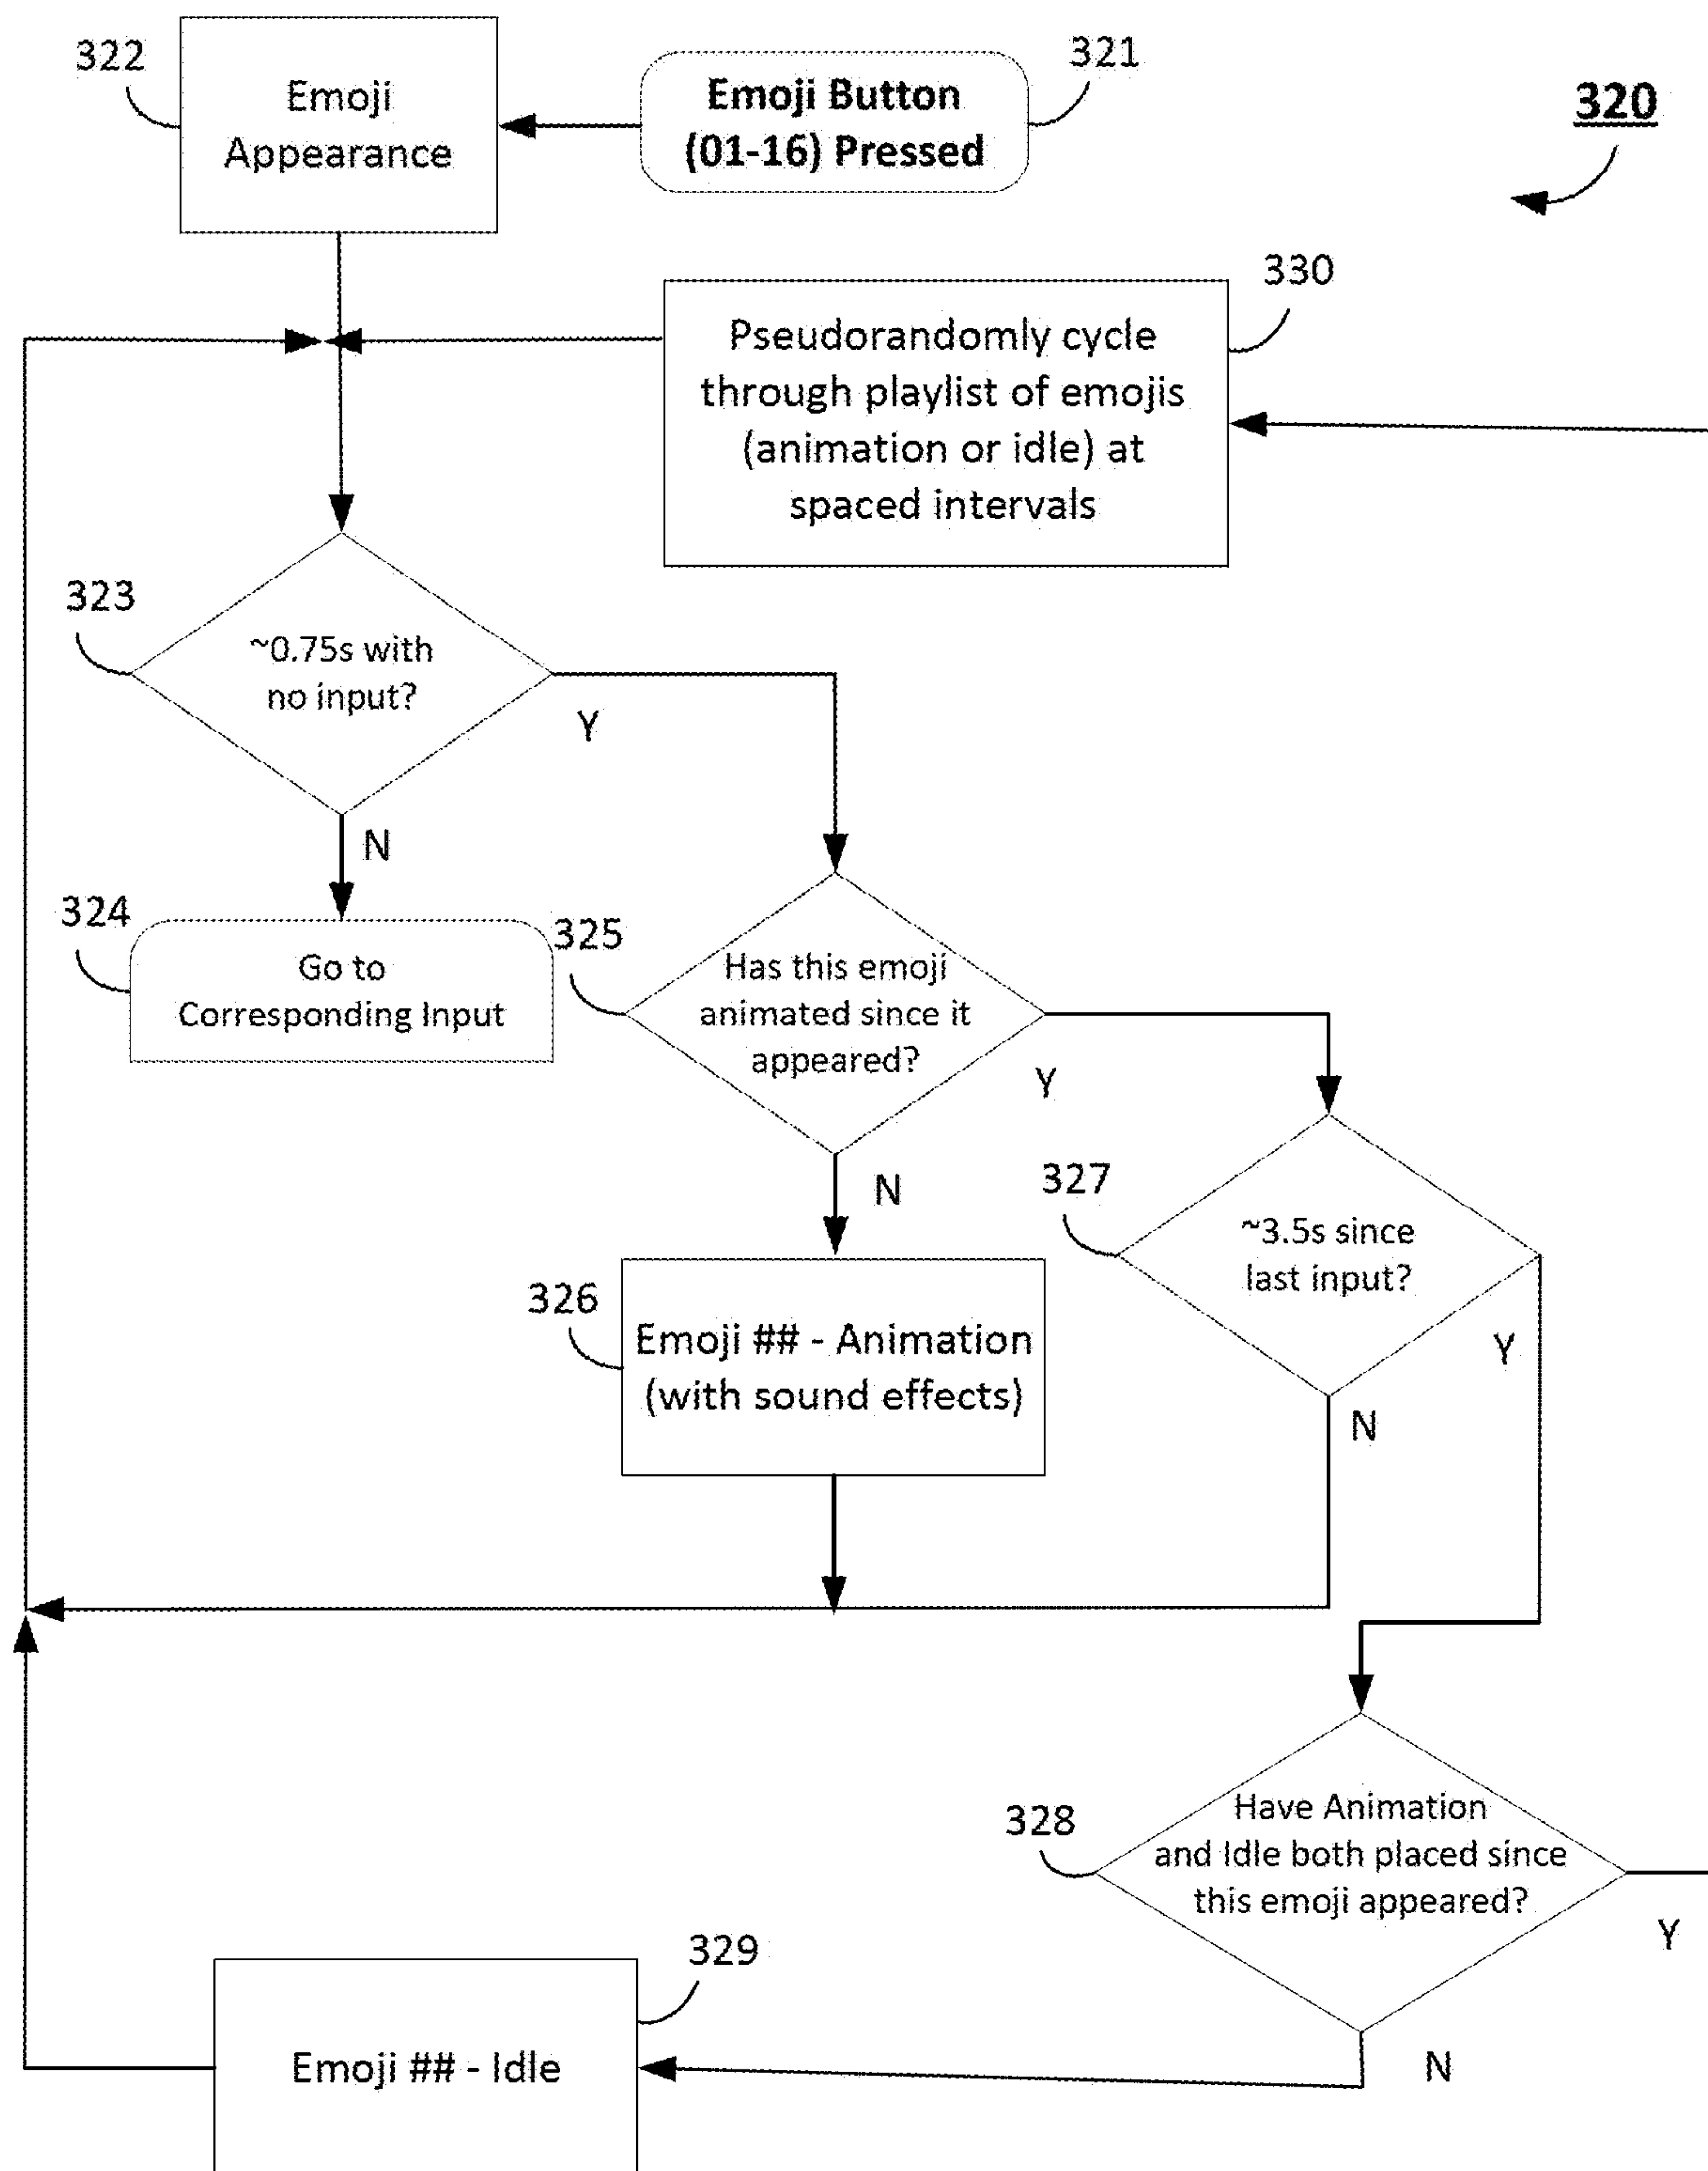 322
Emoji
Appearance
Emoji Button
(01-16) Pressed
321
320
330
Pseudorandomly cycle
through playlist of emojis
(animation or idle) at
spaced intervals
323
~0.75s with
no input?
Y
N
324
Go to
Corresponding Input
325
Has this emoji
animated since it
appeared?
Y
N
326
Emoji ## - Animation
(with sound effects)
327
~3.5s since
last input?
Y
N
328
Have Animation
and Idle both placed since
this emoji appeared?
Y
N
329
Emoji ## - Idle